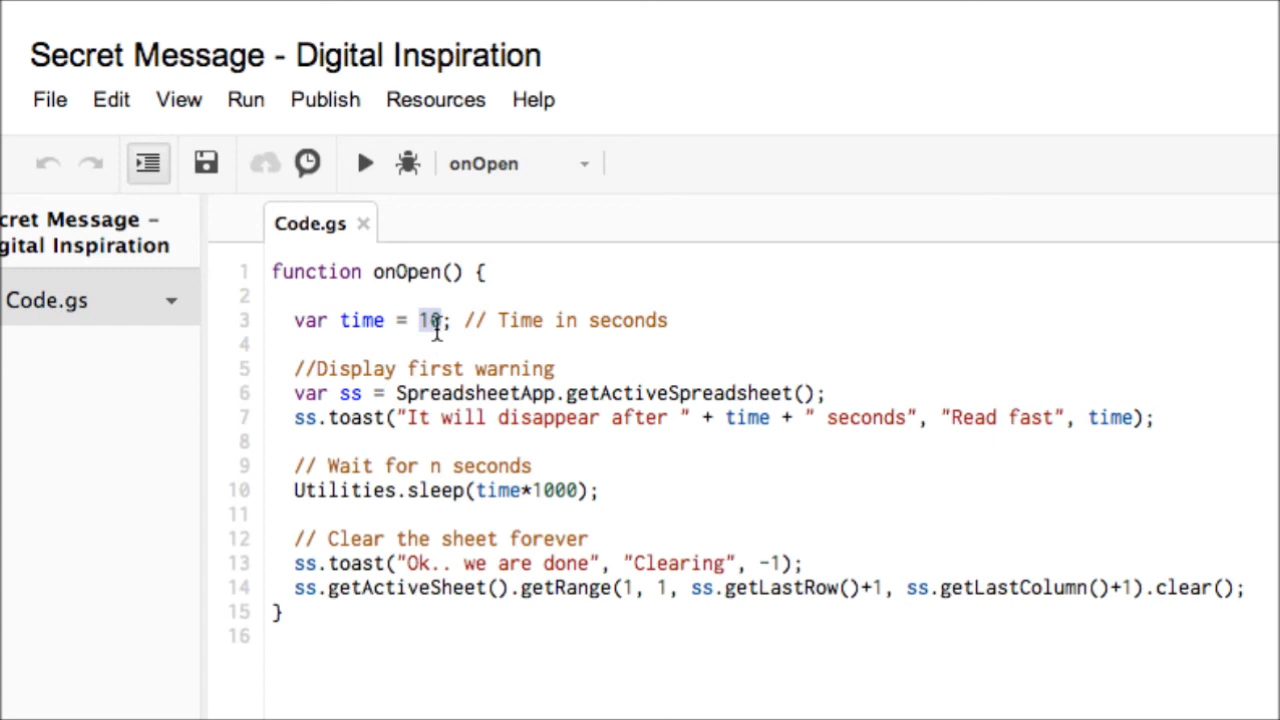 Secret Message - Digital Inspiration
File Edit View Run Publish Resources Help
onOpen
cret Message –
gital Inspiration
Code.gs
Code.gs
1 function onOpen() {
2
3 var time = 10; // Time in seconds
4
5 //Display first warning
6 var ss = SpreadsheetApp.getActiveSpreadsheet();
7 ss.toast("It will disappear after " + time + " seconds", "Read fast", time);
8
9 // Wait for n seconds
10 Utilities.sleep(time*1000);
11
12 // Clear the sheet forever
13 ss.toast("Ok.. we are done", "Clearing", -1);
14 ss.getActiveSheet().getRange(1, 1, ss.getLastRow()+1, ss.getLastColumn()+1).clear();
15 }
16